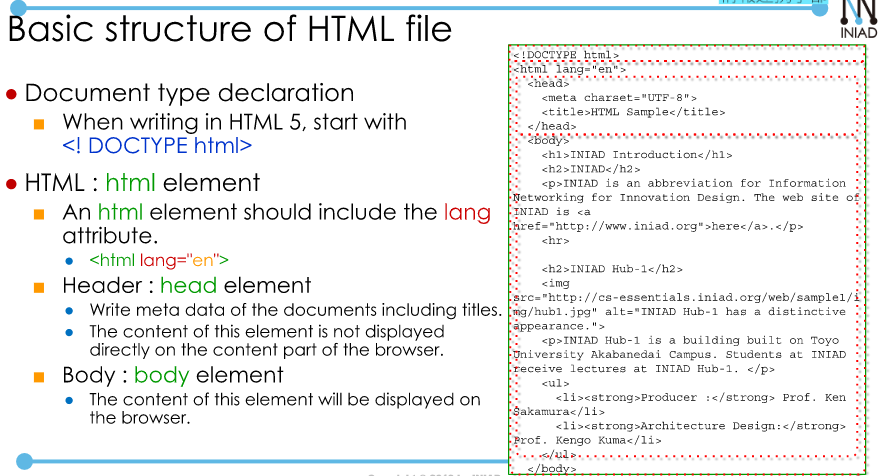 Basic structure of HTML file
INIAD
● Document type declaration
■ When writing in HTML 5, start with
<! DOCTYPE html>
● HTML : html element
■ An html element should include the lang
attribute.
● <html lang="en">
■ Header : head element
● Write meta data of the documents including titles.
● The content of this element is not displayed
directly on the content part of the browser.
■ Body : body element
● The content of this element will be displayed on
the browser.
<!DOCTYPE html>
<html lang="en">
<head>
<meta charset="UTF-8">
<title>HTML Sample</title>
</head>
<body>
<h1>INIAD Introduction</h1>
<h2>INIAD</h2>
<p>INIAD is an abbreviation for Information
Networking for Innovation Design. The web site of
INIAD is <a
href="http://www.iniad.org">here</a>.</p>
<hr>
<h2>INIAD Hub-1</h2>
<img
src="http://cs-essentials.iniad.org/web/sample1/i
mg/hub1.jpg" alt="INIAD Hub-1 has a distinctive
appearance.">
<p>INIAD Hub-1 is a building built on Toyo
University Akabanedai Campus. Students at INIAD
receive lectures at INIAD Hub-1. </p>
<ul>
<li><strong>Producer :</strong> Prof. Ken
Sakamura</li>
<li><strong>Architecture Design:</strong>
Prof. Kengo Kuma</li>
</ul>
</body>